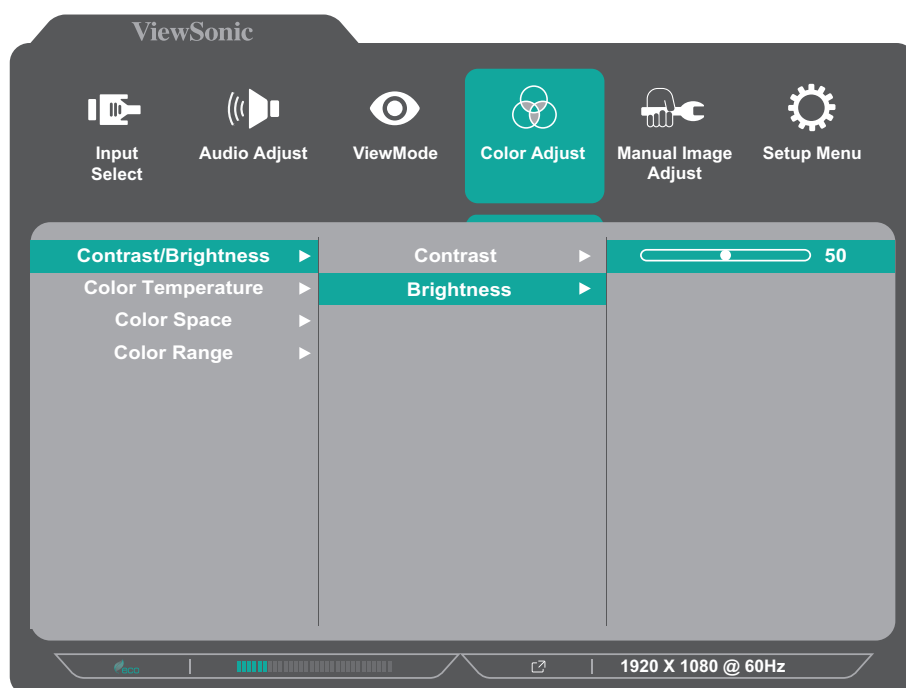 ViewSonic
Input Select
Audio Adjust
ViewMode
Color Adjust
Manual Image Adjust
Setup Menu
Contrast/Brightness
Color Temperature
Color Space
Color Range
Contrast
Brightness
50
eco
1920 X 1080 @ 60Hz